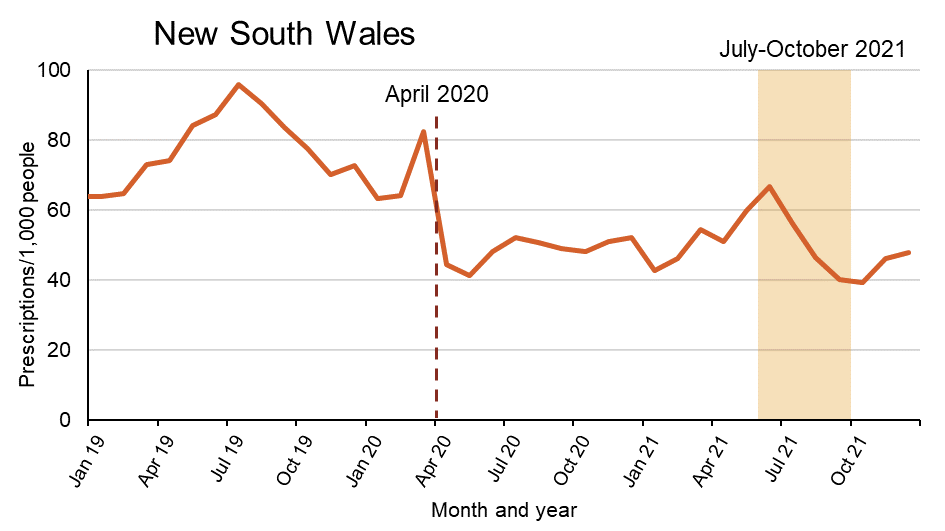 New South Wales
July-October 2021
April 2020
Prescriptions/1,000 people
100
80
60
40
20
0
Jan 19
Apr 19
Jul 19
Oct 19
Jan 20
Apr 20
Jul 20
Oct 20
Jan 21
Apr 21
Jul 21
Oct 21
Month and year